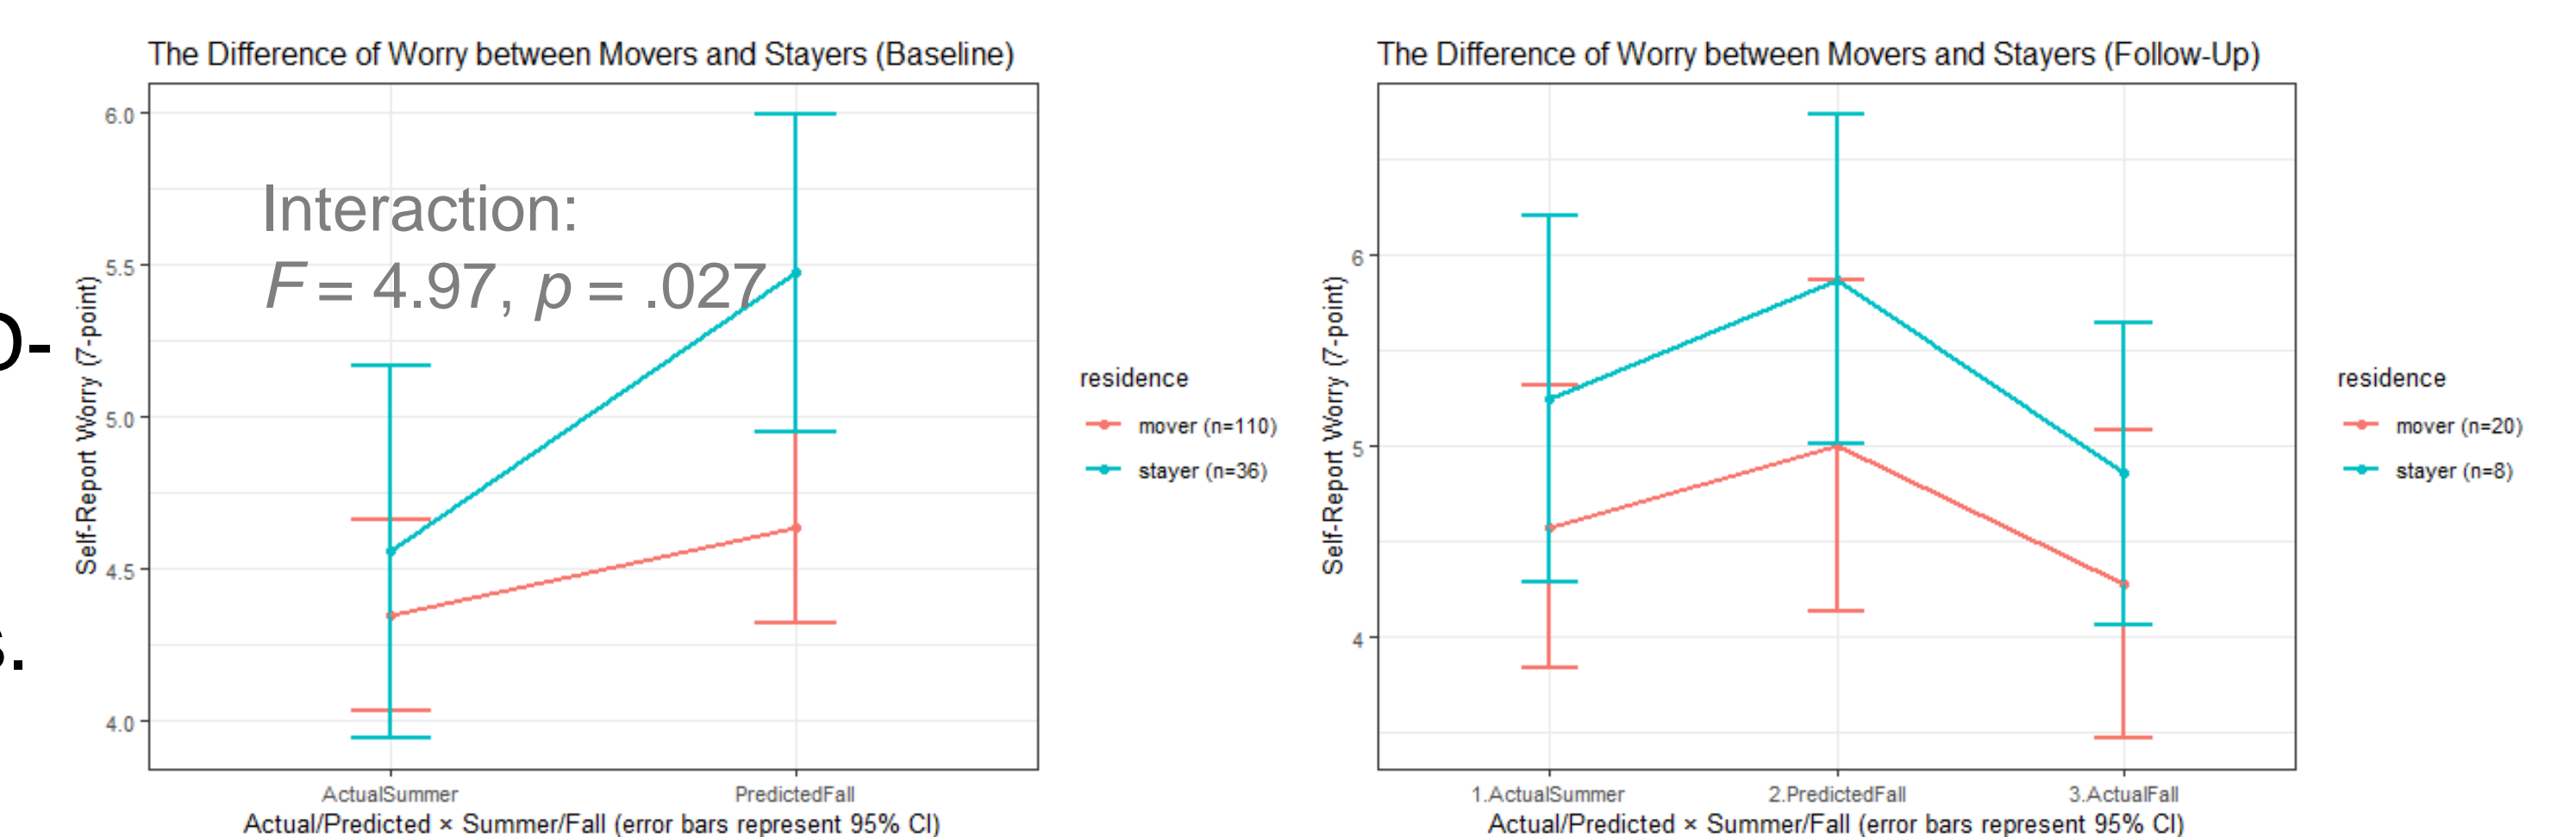 The Difference of Worry between Movers and Stayers (Baseline)
6.0
5.5
5.0
4.5
4.0
Self-Report Worry (7-point)
Interaction:
F = 4.97, p = .027
ActualSummer
PredictedFall
Actual/Predicted × Summer/Fall (error bars represent 95% CI)
residence
mover (n=110)
stayer (n=36)
The Difference of Worry between Movers and Stayers (Follow-Up)
6
5
4
Self-Report Worry (7-point)
1.ActualSummer
2.PredictedFall
3.ActualFall
Actual/Predicted × Summer/Fall (error bars represent 95% CI)
residence
mover (n=20)
stayer (n=8)